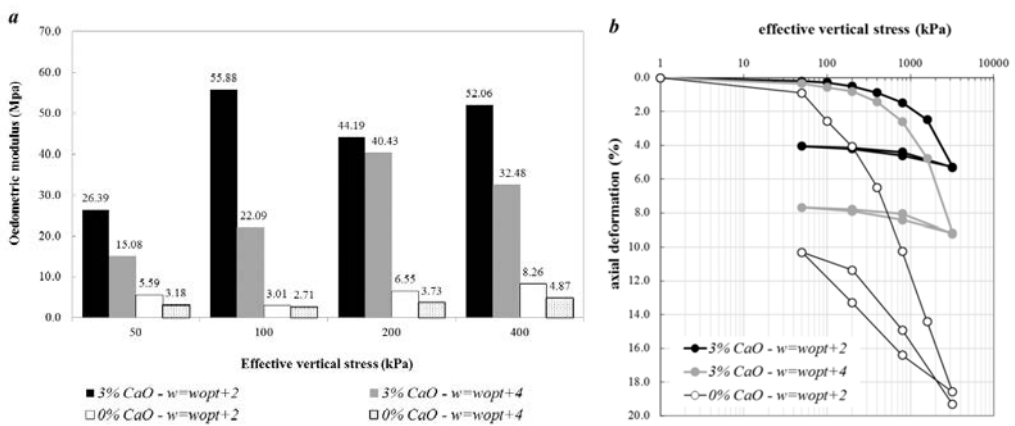 a
70.0
60.0
50.0
40.0
30.0
20.0
10.0
0.0
Oedometric modulus (Mpa)
26.39
15.08
5.59
3.18
55.88
22.09
3.01
2.71
44.19
40.43
6.55
3.73
52.06
32.48
8.26
4.87
50 100 200 400
Effective vertical stress (kPa)
3% CaO - w=wopt+2 3% CaO - w=wopt+4
0% CaO - w=wopt+2 0% CaO - w=wopt+4
b
effective vertical stress (kPa)
1 10 100 1000 10000
0.0
2.0
4.0
6.0
8.0
10.0
12.0
14.0
16.0
18.0
20.0
axial deformation (%)
3% CaO - w=wopt+2
3% CaO - w=wopt+4
0% CaO - w=wopt+2